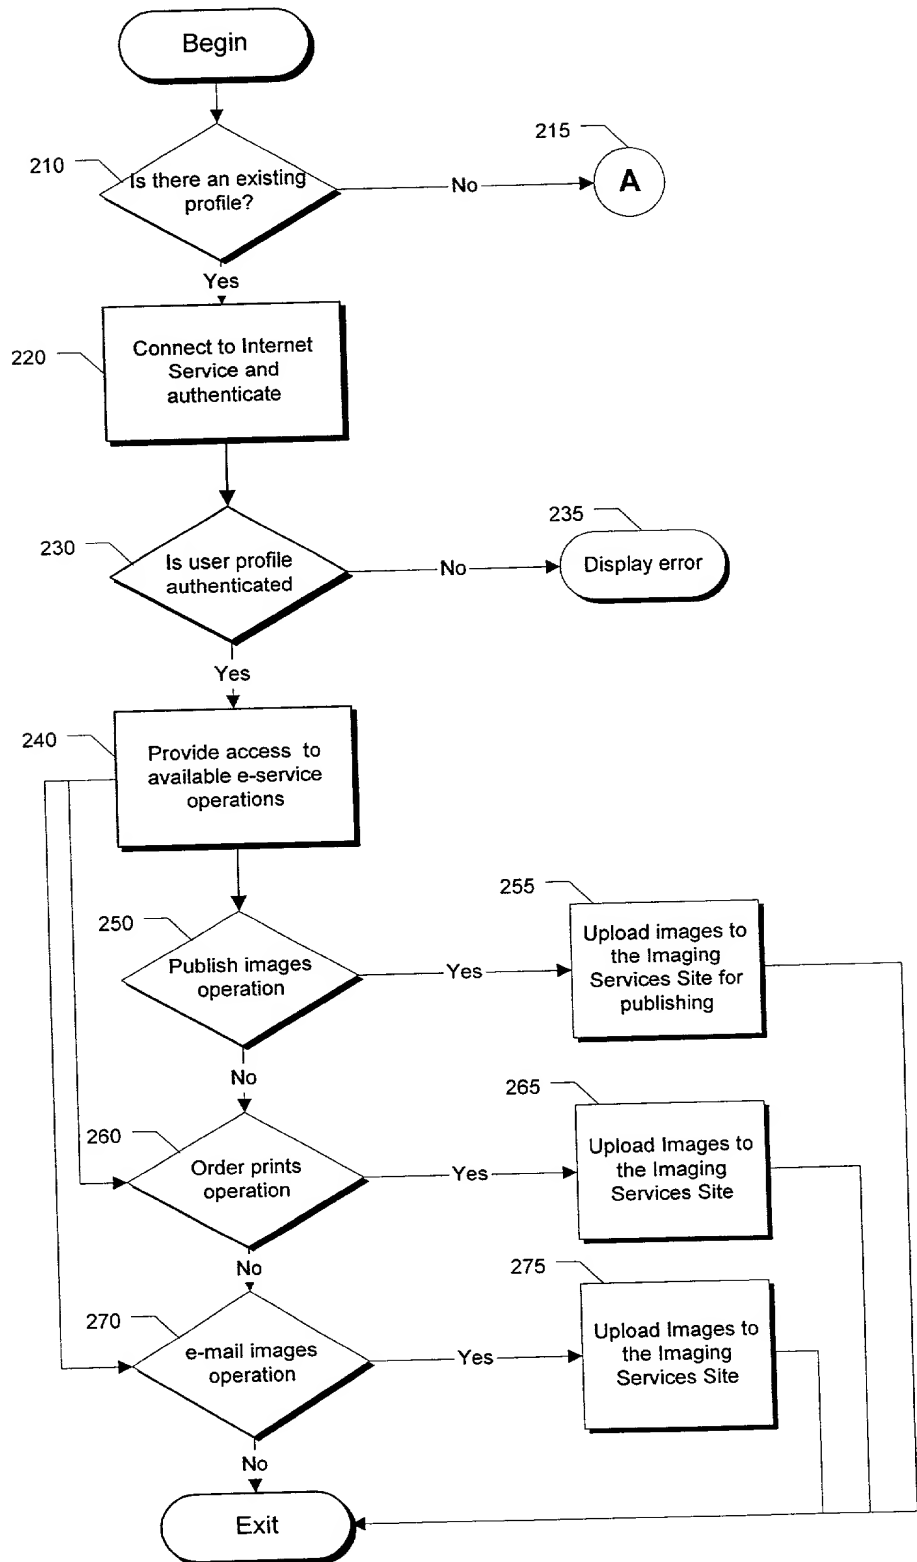 Begin
215
210
Is there an existing
profile?
No
A
Yes
220
Connect to Internet
Service and
authenticate
235
230
Is user profile
authenticated
No
Display error
Yes
240
Provide access to
available e-service
operations
255
250
Publish images
operation
Yes
Upload images to
the Imaging
Services Site for
publishing
No
265
260
Order prints
operation
Yes
Upload Images to
the Imaging
Services Site
No
275
270
e-mail images
operation
Yes
Upload Images to
the Imaging
Services Site
No
Exit